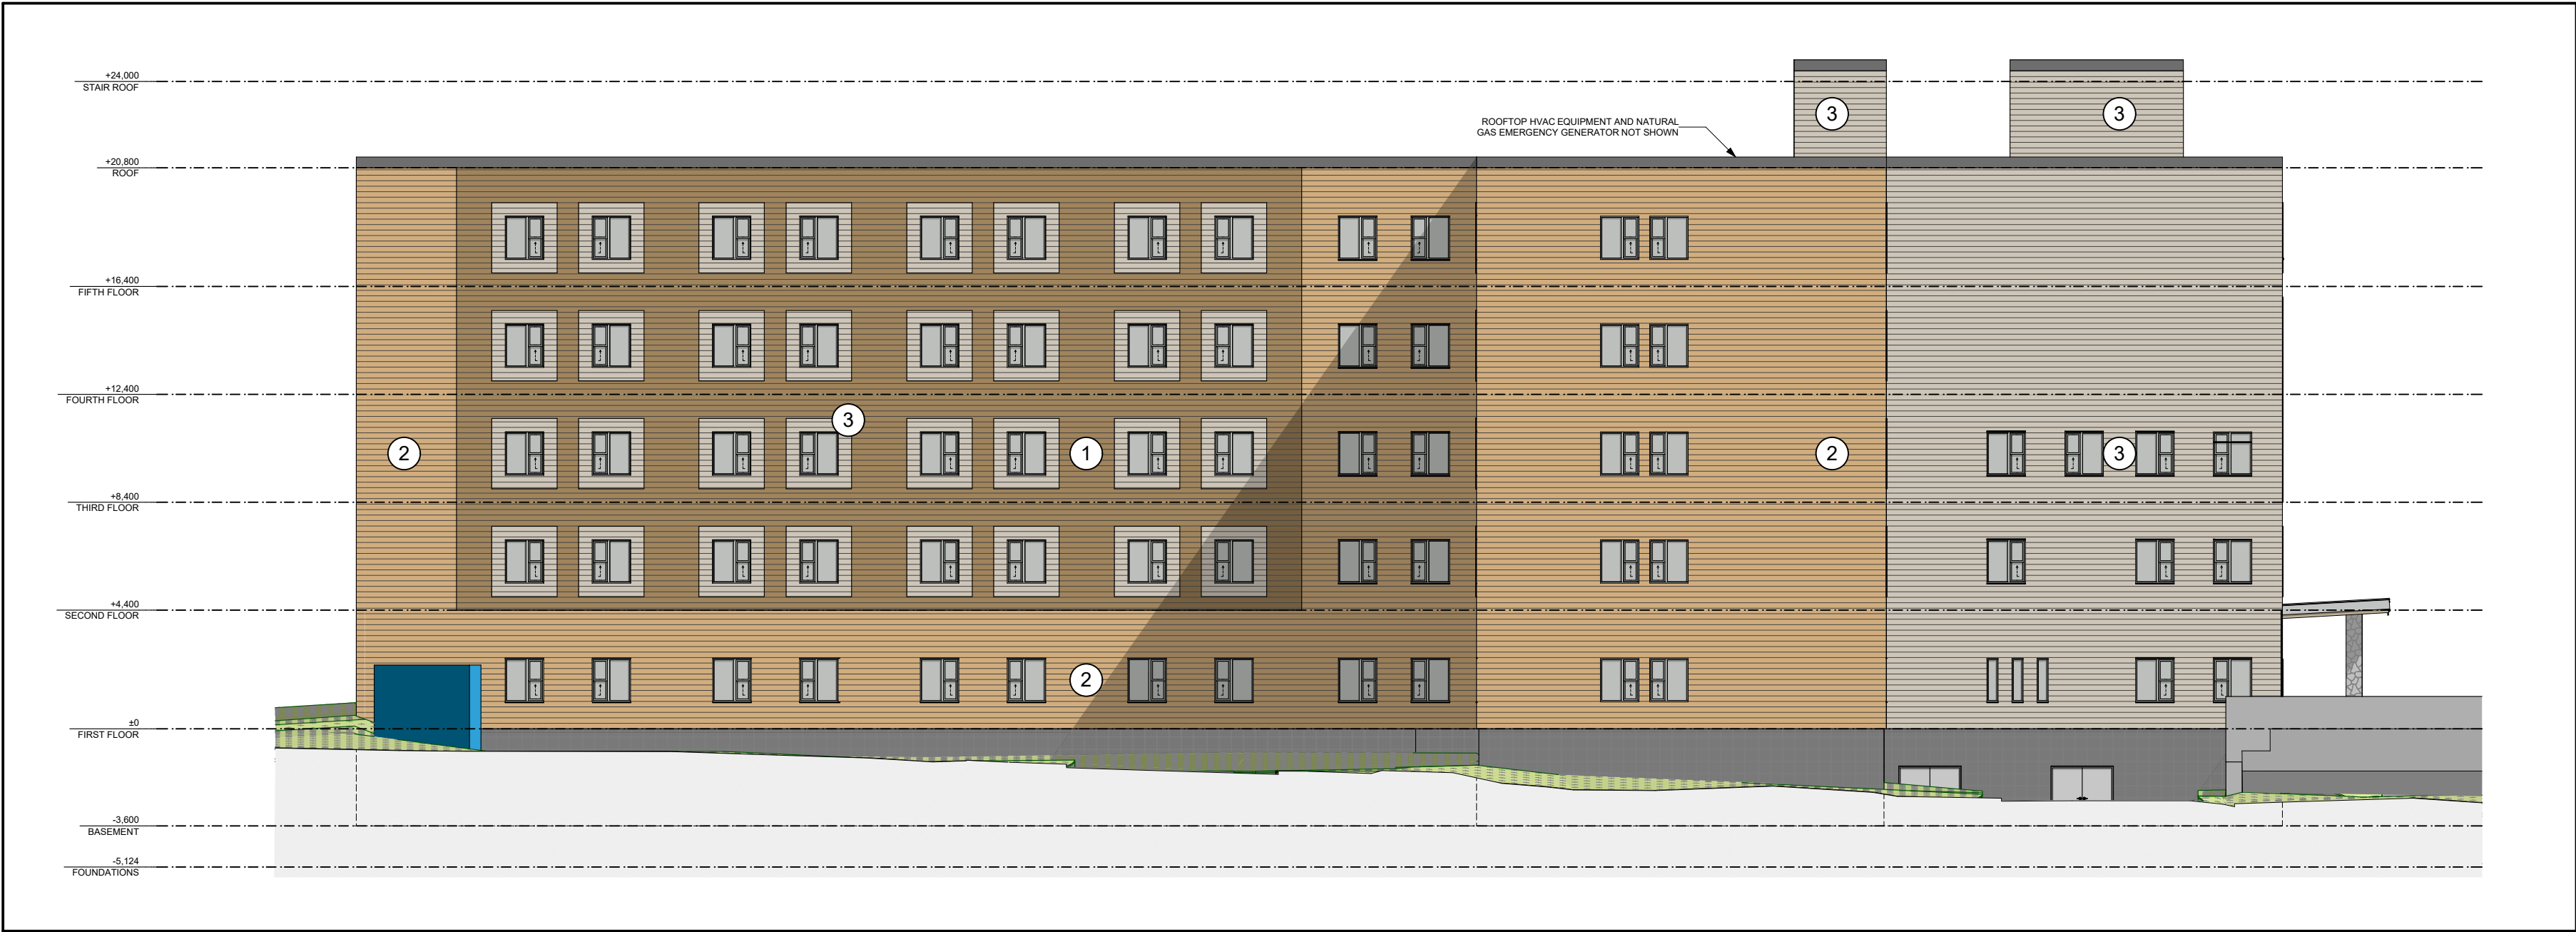 +24,000
STAIR ROOF
3
3
ROOFTOP HVAC EQUIPMENT AND NATURAL
GAS EMERGENCY GENERATOR NOT SHOWN
+20,800
ROOF
+16,400
FIFTH FLOOR
+12,400
FOURTH FLOOR
3
2
1
2
3
+8,400
THIRD FLOOR
+4,400
SECOND FLOOR
2
±0
FIRST FLOOR
-3,600
BASEMENT
-5,124
FOUNDATIONS